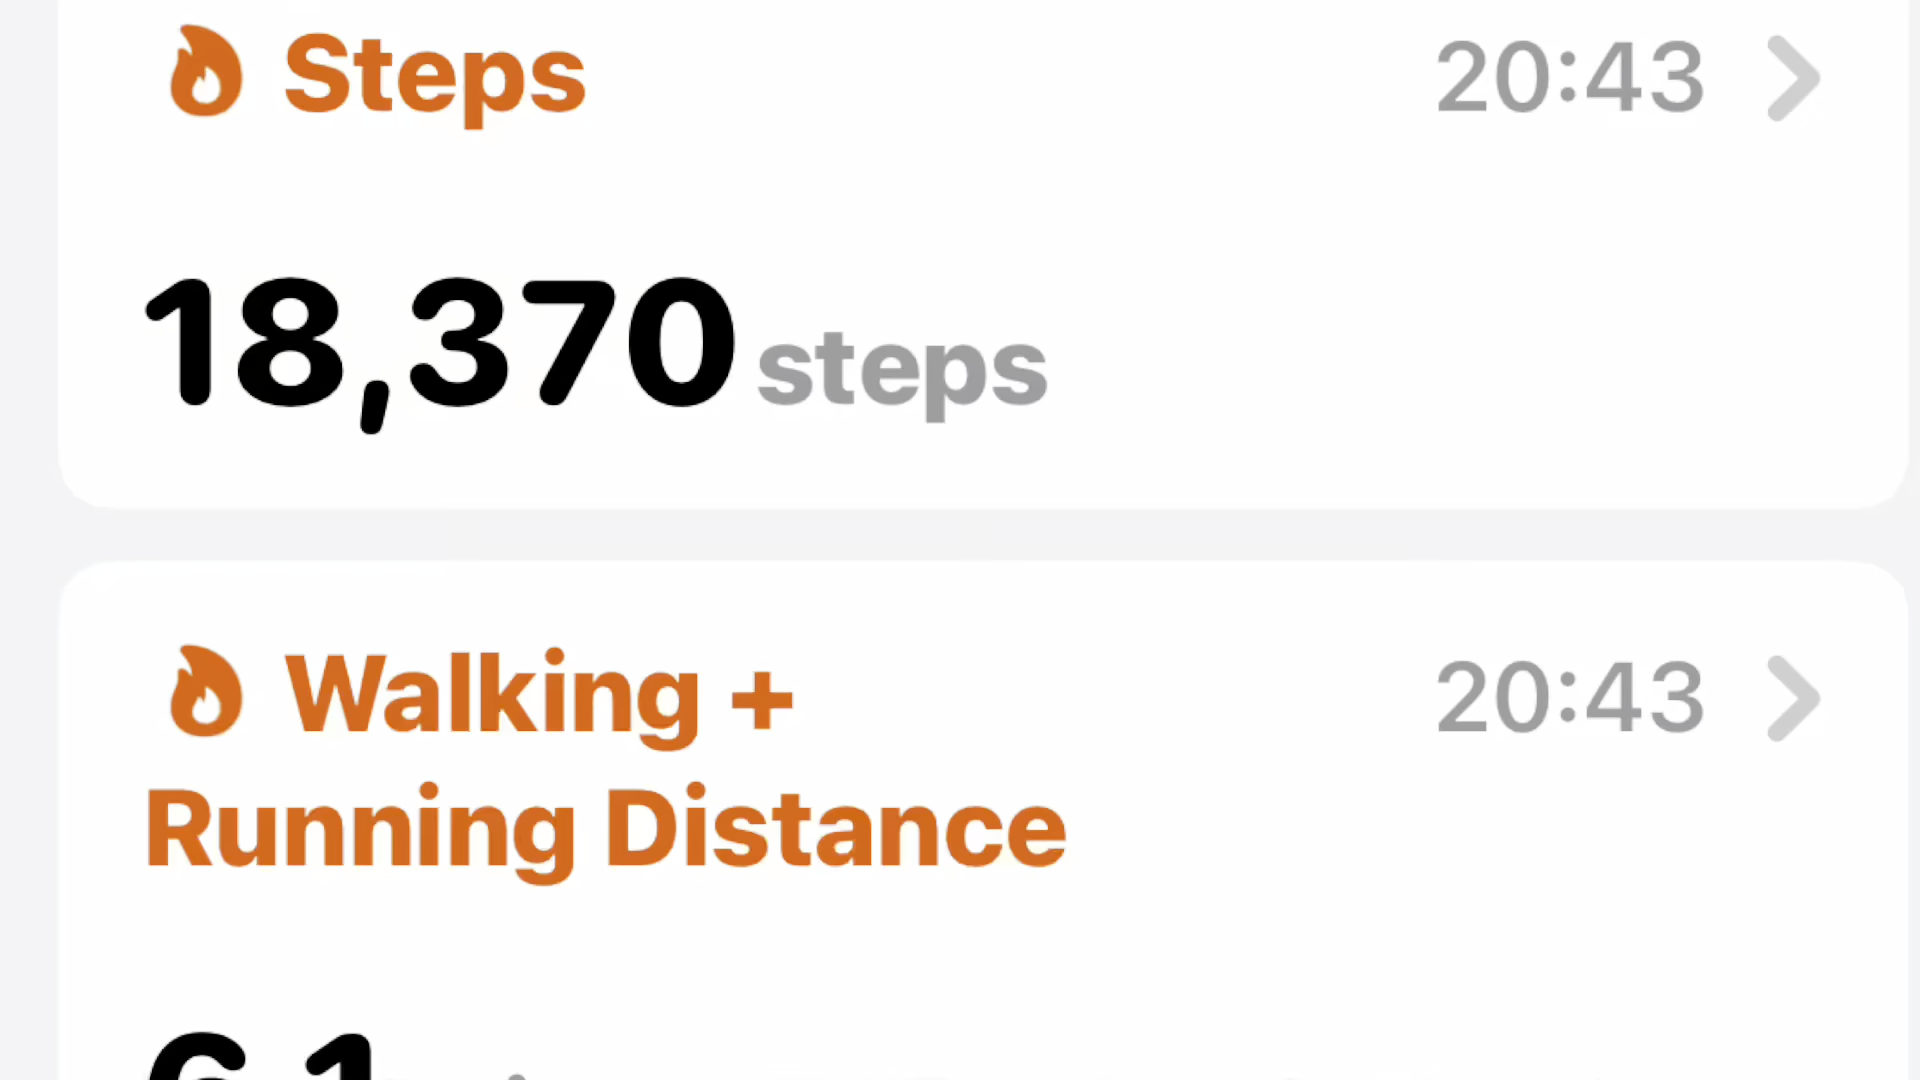 Steps 20:43
18,370 steps
Walking + 20:43
Running Distance